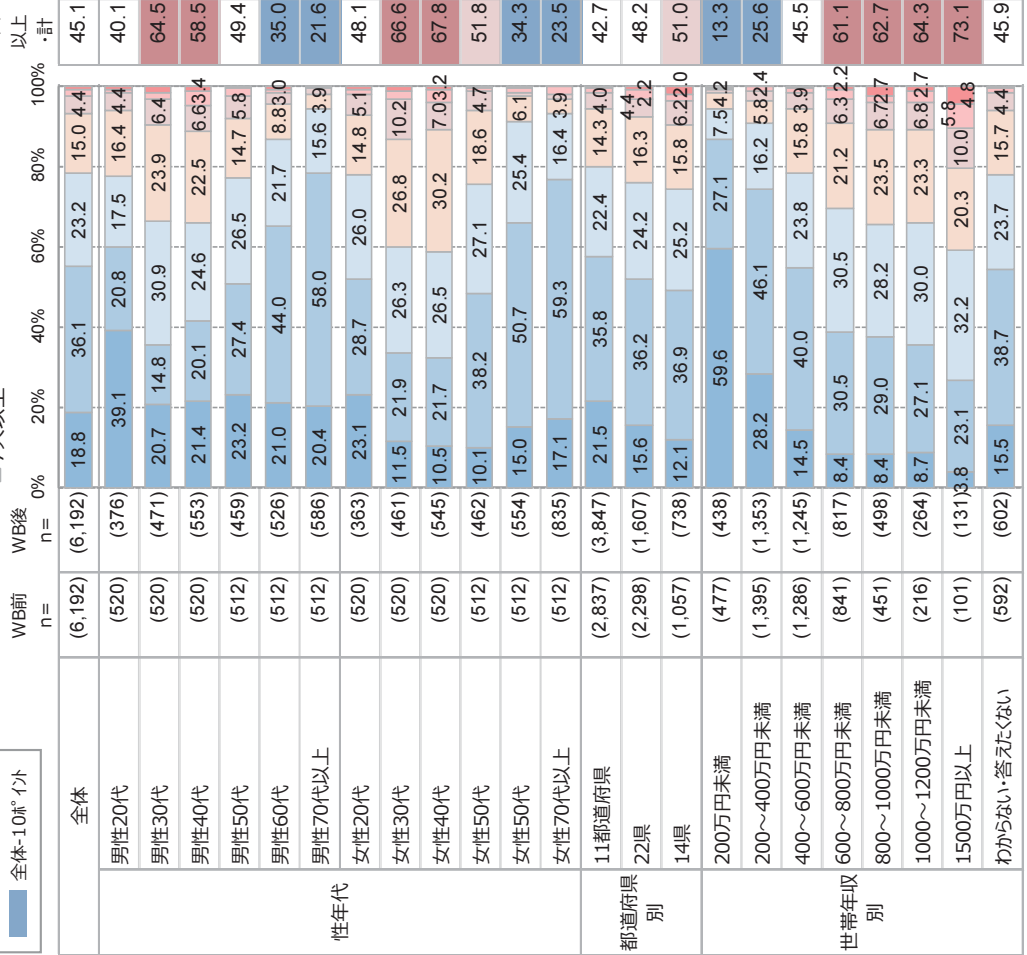 全体-10ポイント
WB前 WB後 以上
n= n= ・計
0% 20% 40% 60% 80% 100%
全体 (6,192) (6,192) 18.8 36.1 23.2 15.0 4.4 45.1
性年代
男性20代 (520) (376) 39.1 20.8 17.5 16.4 4.4 40.1
男性30代 (520) (471) 20.7 14.8 30.9 23.9 6.4 64.5
男性40代 (520) (553) 21.4 20.1 24.6 22.5 6.6 3.4 58.5
男性50代 (512) (459) 23.2 27.4 26.5 14.7 5.8 49.4
男性60代 (512) (526) 21.0 44.0 21.7 8.8 3.0 35.0
男性70代以上 (512) (586) 20.4 58.0 15.6 3.9 21.6
女性20代 (520) (363) 23.1 28.7 26.0 14.8 5.1 48.1
女性30代 (520) (461) 11.5 21.9 26.3 26.8 10.2 66.6
女性40代 (520) (545) 10.5 21.7 26.5 30.2 7.0 3.2 67.8
女性50代 (512) (462) 10.1 38.2 27.1 18.6 4.7 51.8
女性50代 (512) (554) 15.0 50.7 25.4 6.1 34.3
女性70代以上 (512) (835) 17.1 59.3 16.4 3.9 23.5
都道府県別
11都道府県 (2,837) (3,847) 21.5 35.8 22.4 14.3 4.0 42.7
22県 (2,298) (1,607) 15.6 36.2 24.2 16.3 4.4 2.2 48.2
14県 (1,057) (738) 12.1 36.9 25.2 15.8 6.2 2.0 51.0
世帯年収別
200万円未満 (477) (438) 59.6 27.1 7.5 4.2 13.3
200～400万円未満 (1,395) (1,353) 28.2 46.1 16.2 5.8 2.4 25.6
400～600万円未満 (1,286) (1,245) 14.5 40.0 23.8 15.8 3.9 45.5
600～800万円未満 (841) (817) 8.4 30.5 30.5 21.2 6.3 2.2 61.1
800～1000万円未満 (451) (498) 8.4 29.0 28.2 23.5 6.7 2.7 62.7
1000～1200万円未満 (216) (264) 8.7 27.1 30.0 23.3 6.8 2.7 64.3
1500万円以上 (101) (131) 3.8 23.1 32.2 20.3 10.0 5.8 4.8 73.1
わからない・答えたくない (592) (602) 15.5 38.7 23.7 15.7 4.4 45.9